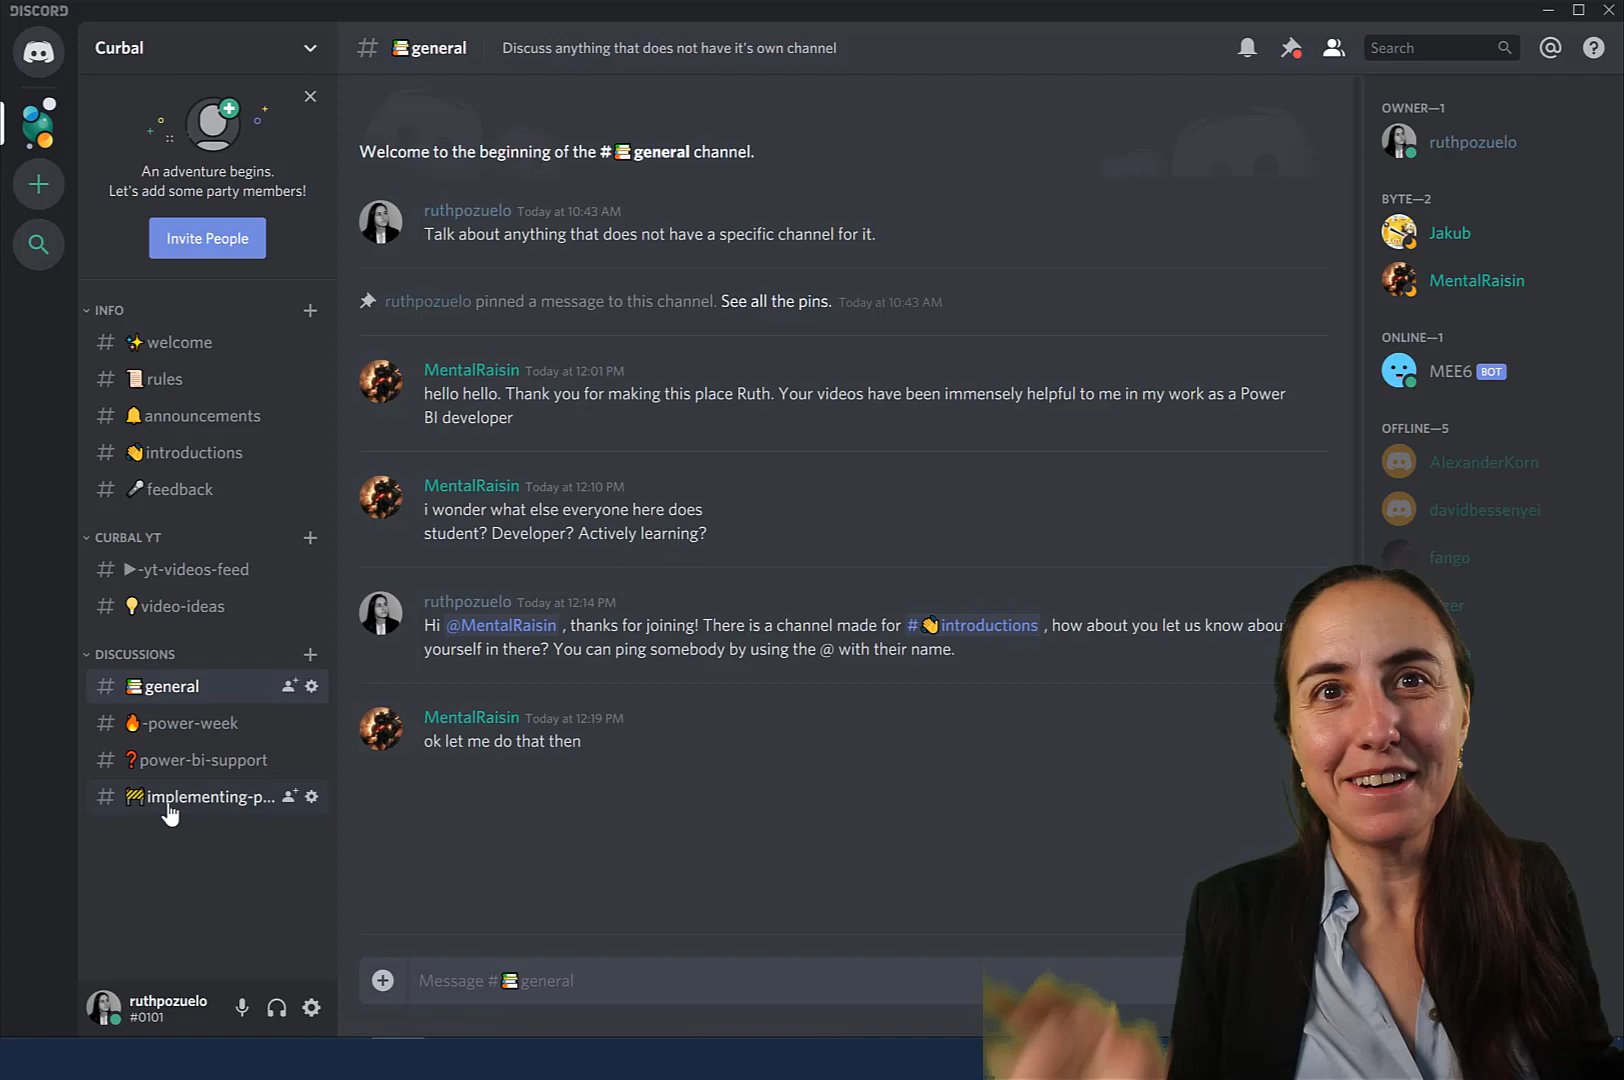 DISCORD
Curbal
general
Discuss anything that does not have it's own channel
Search
An adventure begins.
Let's add some party members!
Invite People
INFO
# welcome
# rules
# announcements
# introductions
# feedback
CURBAL YT
# -yt-videos-feed
# video-ideas
DISCUSSIONS
# general
# -power-week
# power-bi-support
# implementing-p...
ruthpozuelo
#0101
Welcome to the beginning of the # general channel.
ruthpozuelo Today at 10:43 AM
Talk about anything that does not have a specific channel for it.
ruthpozuelo pinned a message to this channel. See all the pins. Today at 10:43 AM
MentalRaisin Today at 12:01 PM
hello hello. Thank you for making this place Ruth. Your videos have been immensely helpful to me in my work as a Power
BI developer
MentalRaisin Today at 12:10 PM
i wonder what else everyone here does
student? Developer? Actively learning?
ruthpozuelo Today at 12:14 PM
Hi @MentalRaisin , thanks for joining! There is a channel made for # introductions , how about you let us know abou
yourself in there? You can ping somebody by using the @ with their name.
MentalRaisin Today at 12:19 PM
ok let me do that then
Message # general
OWNER—1
ruthpozuelo
BYTE—2
Jakub
MentalRaisin
ONLINE—1
MEE6 BOT
OFFLINE—5
AlexanderKorn
davidbessenyei
fango